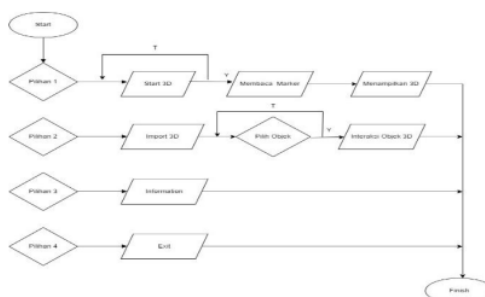 Start
T
Pilihan 1
Start 3D
Y
Membaca Marker
Menampilkan 3D
T
Pilihan 2
Import 3D
Pilih Objek
Y
Interaksi Objek 3D
Pilihan 3
Information
Pilihan 4
Exit
Finish